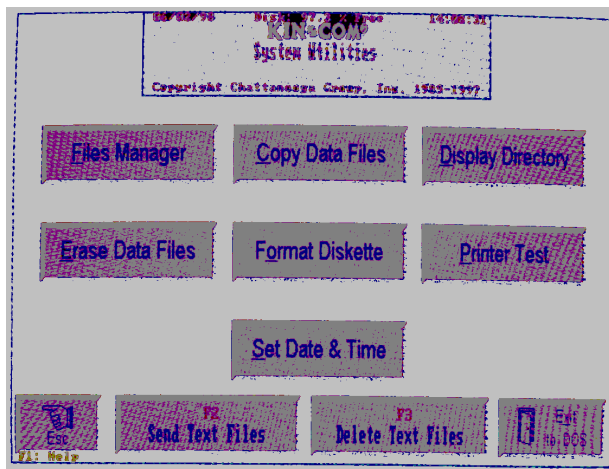 KIN-COM
System Utilities
Copyright Chattanooga Group, Inc. 1985-1997
Files Manager
Copy Data Files
Display Directory
Erase Data Files
Format Diskette
Printer Test
Set Date & Time
Esc
F2
Send Text Files
F3
Delete Text Files
Exit
to DOS
F1: Help